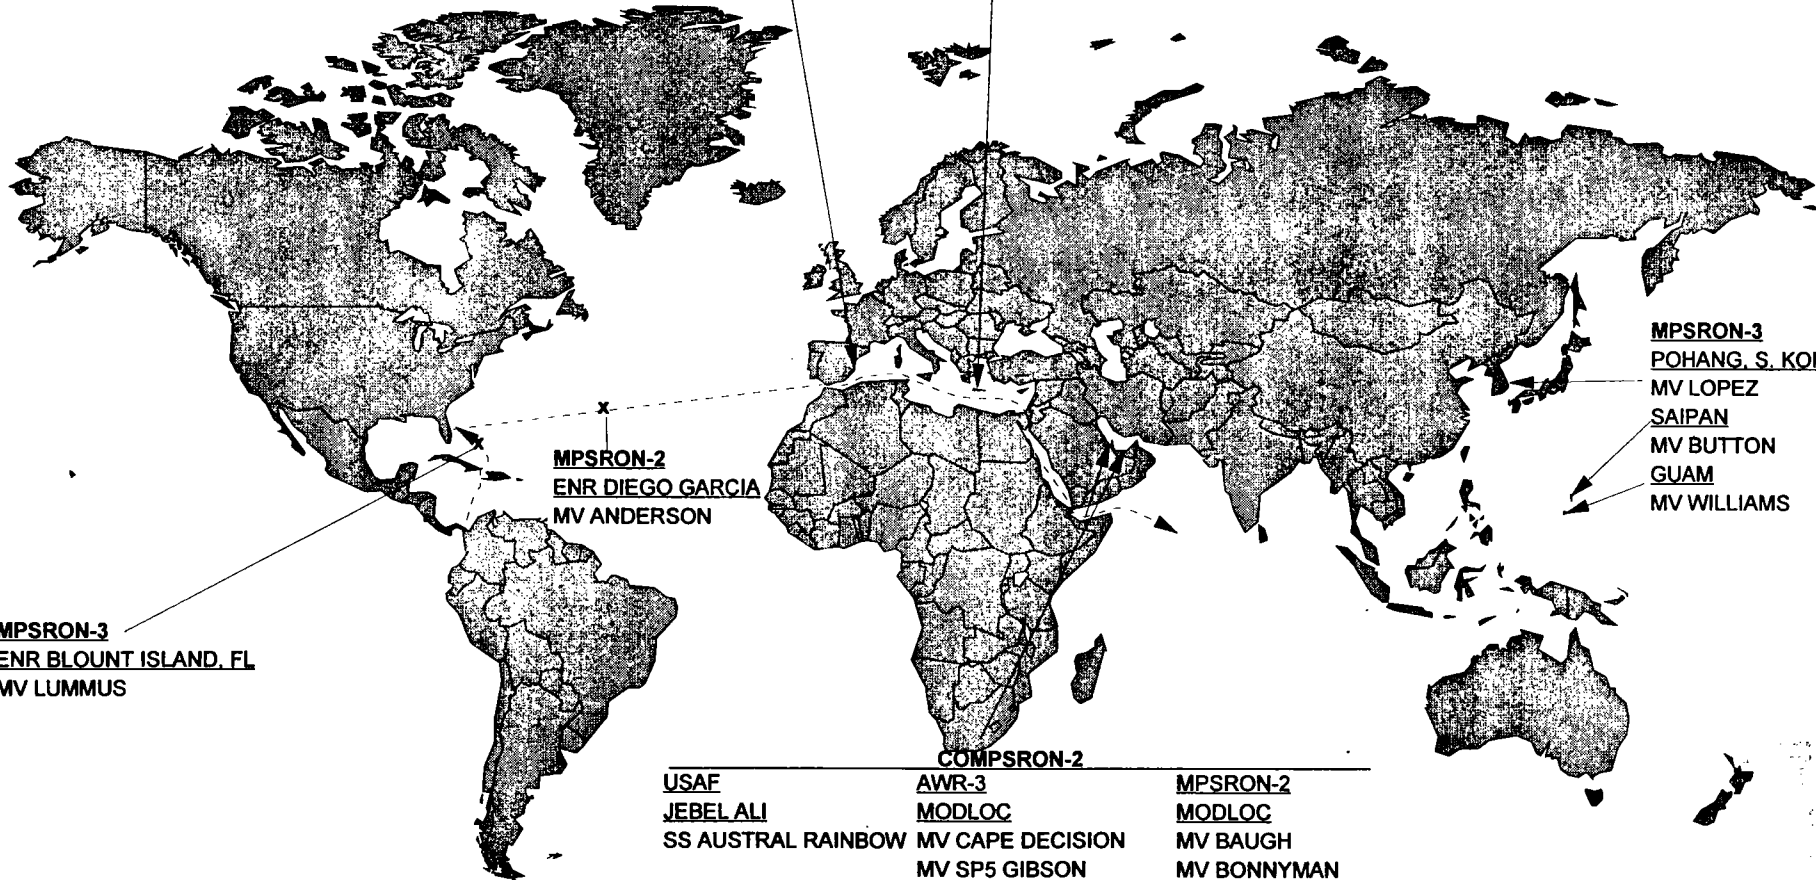 MPSRON-3
POHANG, S. KOR
MV LOPEZ
SAIPAN
MV BUTTON
GUAM
MV WILLIAMS
x
MPSRON-2
ENR DIEGO GARCIA
MV ANDERSON
x
MPSRON-3
ENR BLOUNT ISLAND, FL
MV LUMMUS
COMPSRON-2
USAF AWR-3 MPSRON-2
JEBEL ALI MODLOC MODLOC
SS AUSTRAL RAINBOW MV CAPE DECISION MV BAUGH
MV SP5 GIBSON MV BONNYMAN